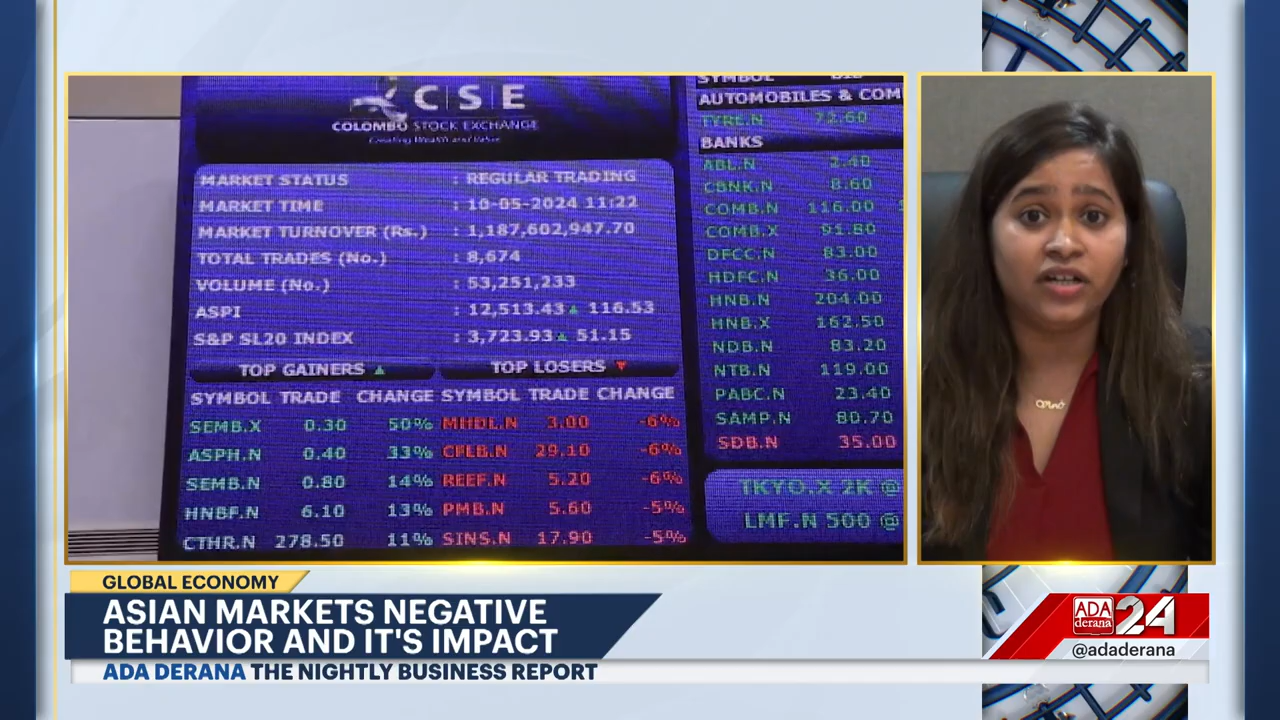 CSE
COLOMBO STOCK EXCHANGE
Creating Wealth and Value
MARKET STATUS : REGULAR TRADING
MARKET TIME : 10-05-2024 11:22
MARKET TURNOVER (Rs.) : 1,187,602,947.70
TOTAL TRADES (No.) : 8,674
VOLUME (No.) : 53,251,233
ASPI : 12,513.43 ▲ 116.53
S&P SL20 INDEX : 3,723.93 ▲ 51.15
TOP GAINERS ▲ TOP LOSERS ▼
SYMBOL TRADE CHANGE SYMBOL TRADE CHANGE
SEMB.X 0.30 50% MHDL.N 3.00 -6%
ASPH.N 0.40 33% CFLB.N 29.10 -6%
SEMB.N 0.80 14% REEF.N 5.20 -6%
HNBF.N 6.10 13% PMB.N 5.60 -5%
CTHR.N 278.50 11% SINS.N 17.90 -5%
SYMBOL BID
AUTOMOBILES & COM
TYRE.N 72.60
BANKS
ABL.N 2.40
CBNK.N 8.60
COMB.N 116.00
COMB.X 91.80
DFCC.N 83.00
HDFC.N 36.00
HNB.N 204.00
HNB.X 162.50
NDB.N 83.20
NTB.N 119.00
PABC.N 23.40
SAMP.N 80.70
SDB.N 35.00
TKYO.X 2K @
LMF.N 500 @
GLOBAL ECONOMY
ASIAN MARKETS NEGATIVE
BEHAVIOR AND IT'S IMPACT
ADA DERANA THE NIGHTLY BUSINESS REPORT
ADA
derana
24
@adaderana